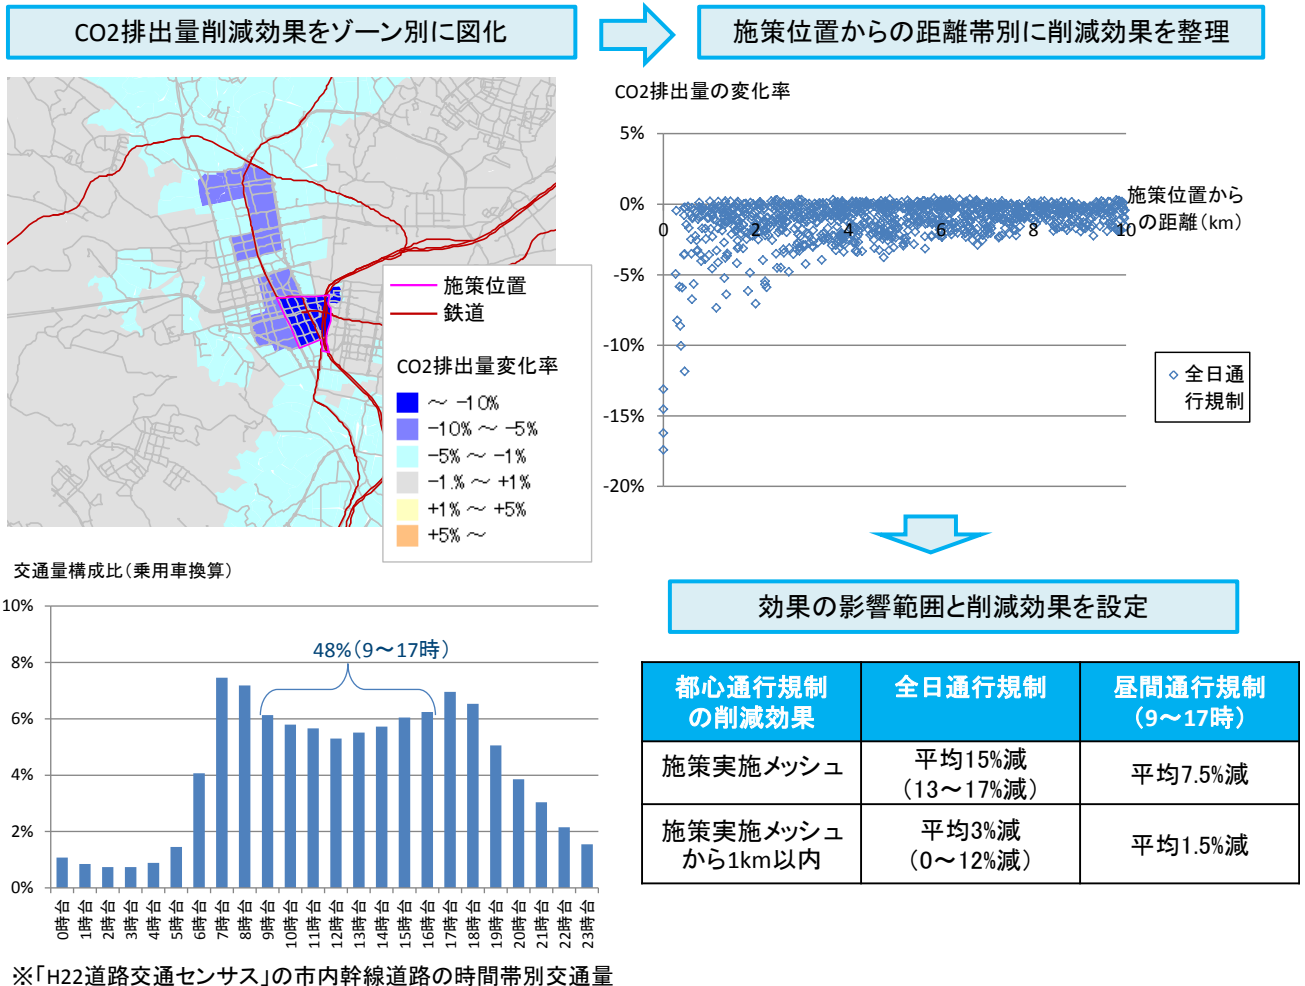 CO2排出量削減効果をゾーン別に図化
施策位置からの距離帯別に削減効果を整理
施策位置
鉄道
CO2排出量変化率
～ -10%
-10% ～ -5%
-5% ～ -1%
-1.% ～ +1%
+1% ～ +5%
+5% ～
CO2排出量の変化率
5%
0%
-5%
-10%
-15%
-20%
0
2
4
6
8
10
施策位置から
の距離(km)
全日通
行規制
交通量構成比(乗用車換算)
10%
8%
6%
4%
2%
0%
48%(9～17時)
0時台
1時台
2時台
3時台
4時台
5時台
6時台
7時台
8時台
9時台
10時台
11時台
12時台
13時台
14時台
15時台
16時台
17時台
18時台
19時台
20時台
21時台
22時台
23時台
※「H22道路交通センサス」の市内幹線道路の時間帯別交通量
効果の影響範囲と削減効果を設定
都心通行規制
の削減効果
全日通行規制
昼間通行規制
(9～17時)
施策実施メッシュ
平均15%減
(13～17%減)
平均7.5%減
施策実施メッシュ
から1km以内
平均3%減
(0～12%減)
平均1.5%減